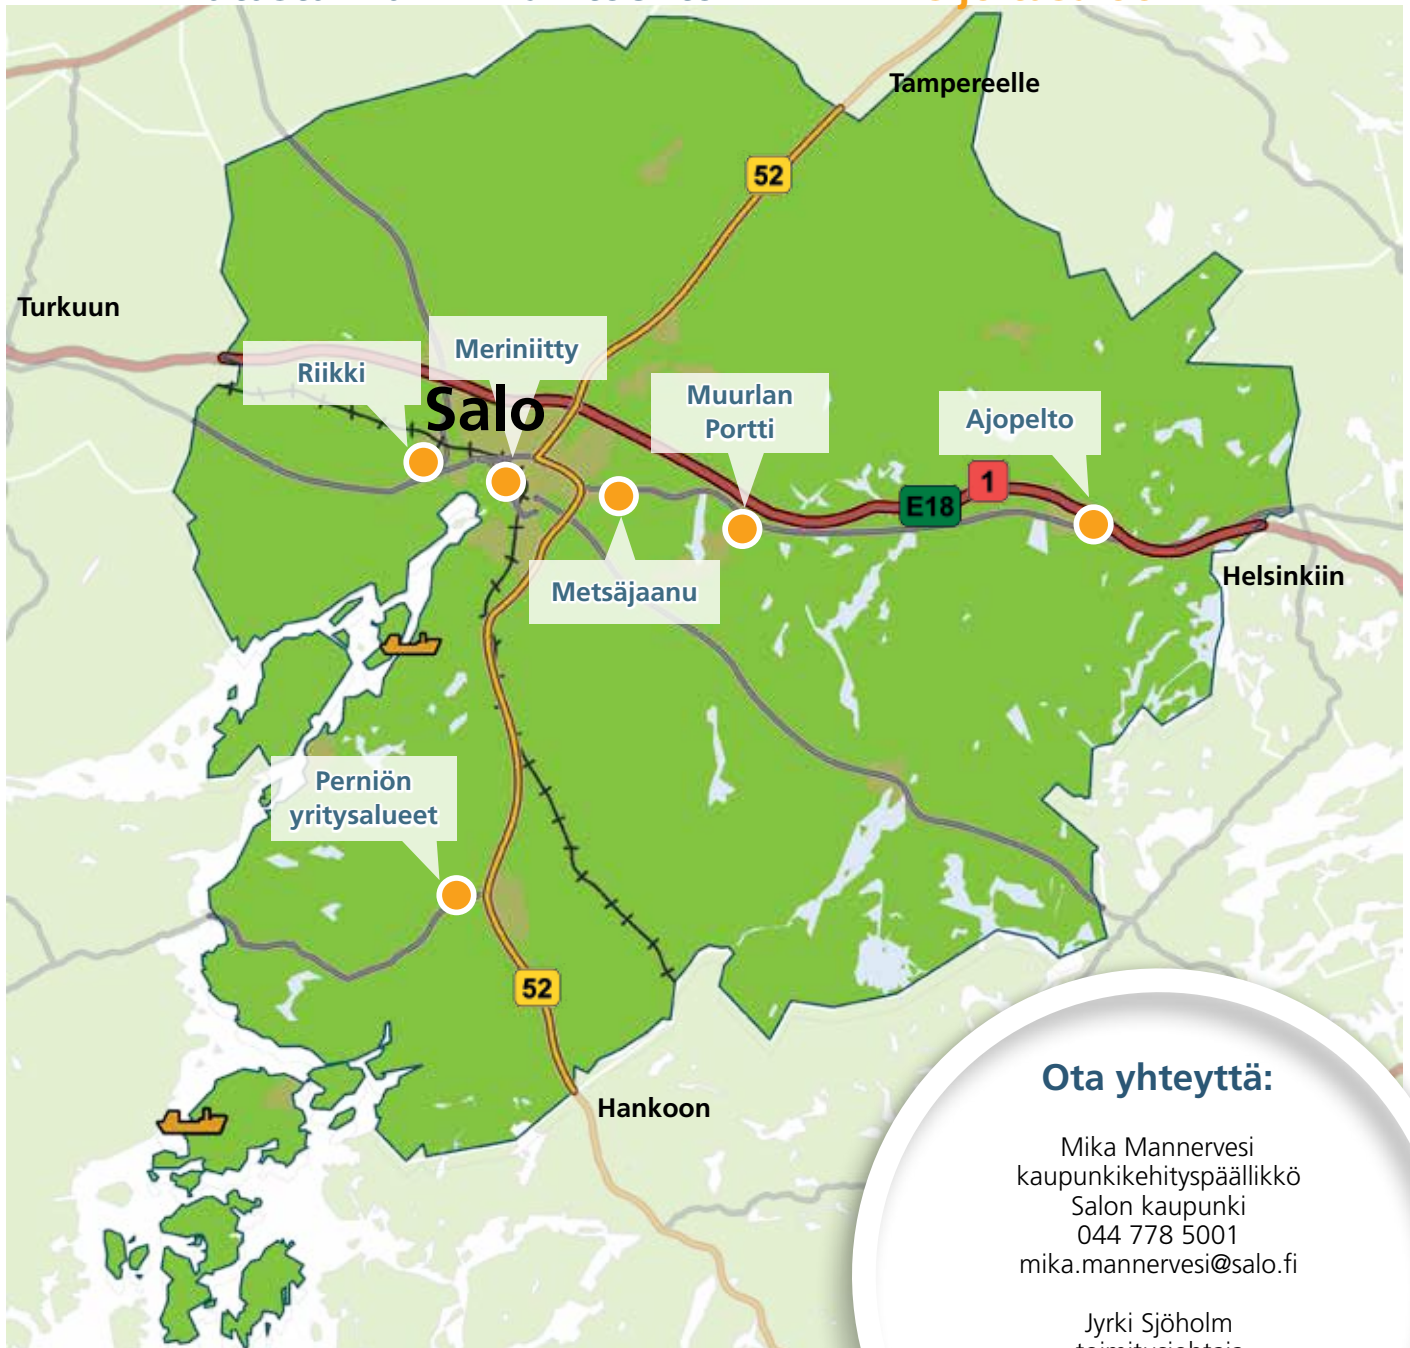 Tampereelle
52
Turkuun
Meriniitty
Riikki
Salo
Muurlan
Portti
Ajopelto
1
E18
Metsäjaanu
Helsinkiin
Perniön
yritysalueet
52
Hankoon
Ota yhteyttä:
Mika Mannervesi
kaupunkikehityspäällikkö
Salon kaupunki
044 778 5001
mika.mannervesi@salo.fi
Jyrki Sjöholm